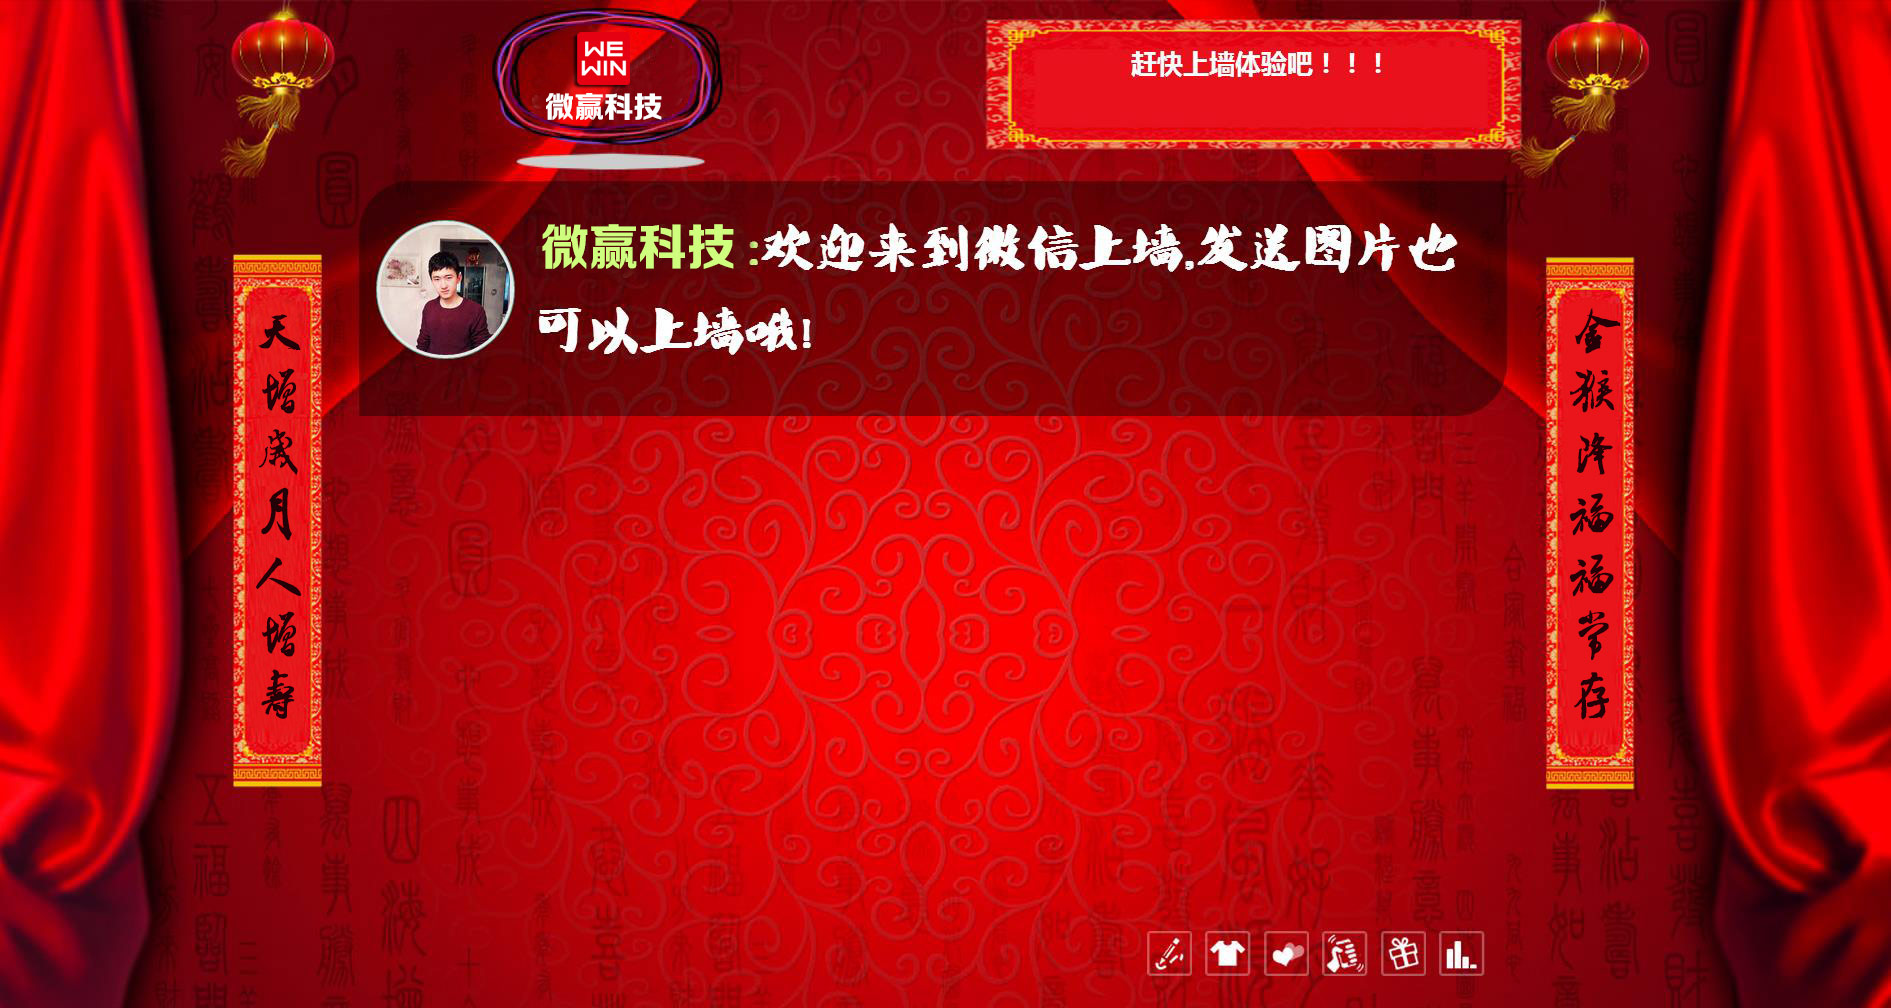 WE
WIN
微赢科技
赶快上墙体验吧！！！
微赢科技:欢迎来到微信上墙,发送图片也
可以上墙哦!
天增歲月人增寿
金猴降福福常存